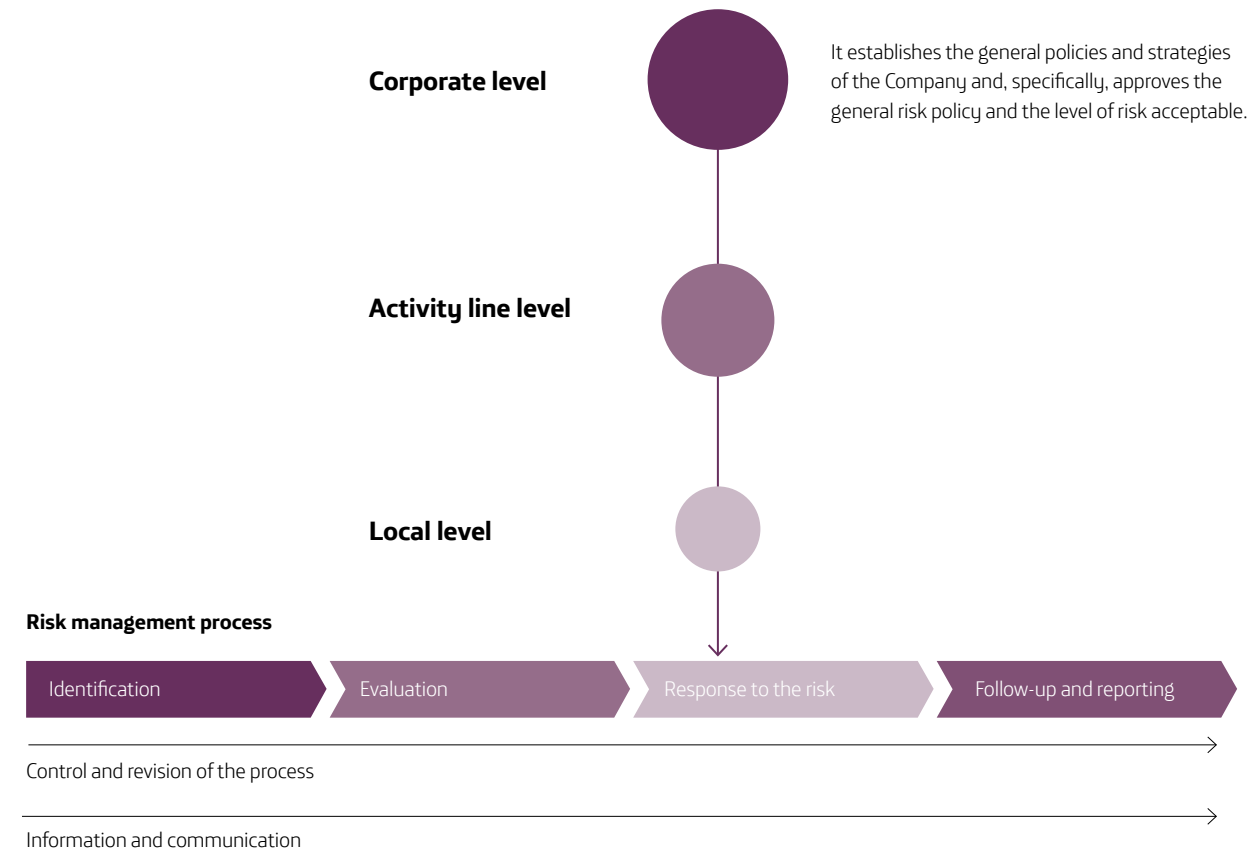 Corporate level
It establishes the general policies and strategies
of the Company and, specifically, approves the
general risk policy and the level of risk acceptable.
Activity line level
Local level
Risk management process
Identification
Evaluation
Response to the risk
Follow-up and reporting
Control and revision of the process
Information and communication